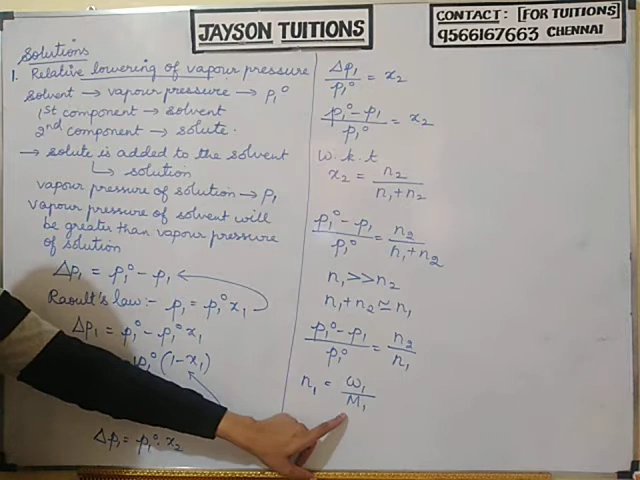 JAYSON TUITIONS
CONTACT: [FOR TUITIONS]
9566167663 CHENNAI
Solutions
1. Relative lowering of vapour pressure
solvent → vapour pressure → p₁°
1st component → solvent
2nd component → solute.
→ solute is added to the solvent
↳ solution
vapour pressure of solution → p₁
vapour pressure of solvent will
be greater than vapour pressure
of solution
Δp₁ = p₁° - p₁
Raoult's law:- p₁ = p₁° x₁
Δp₁ = p₁° - p₁° x₁
p₁° (1-x₁)
Δp₁ = p₁° · x₂
Δp₁/p₁° = x₂
p₁° - p₁/p₁° = x₂
w.k.t
x₂ = n₂/n₁+n₂
p₁° - p₁/p₁° = n₂/n₁+n₂
n₁>>n₂
n₁+n₂ ≃ n₁
p₁° - p₁/p₁° = n₂/n₁
n₁ = w₁/M₁